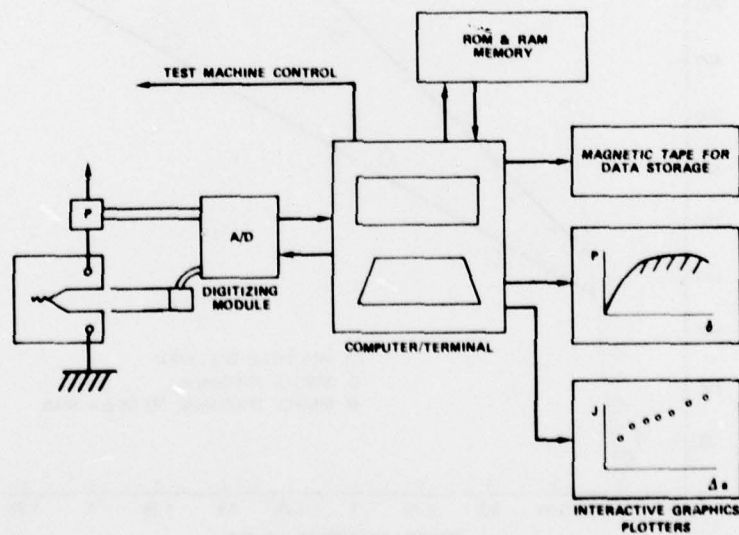 ROM & RAM
MEMORY
TEST MACHINE CONTROL
MAGNETIC TAPE FOR
DATA STORAGE
P
A/D
DIGITIZING
MODULE
COMPUTER/TERMINAL
P
δ
J
Δa
INTERACTIVE GRAPHICS
PLOTTERS